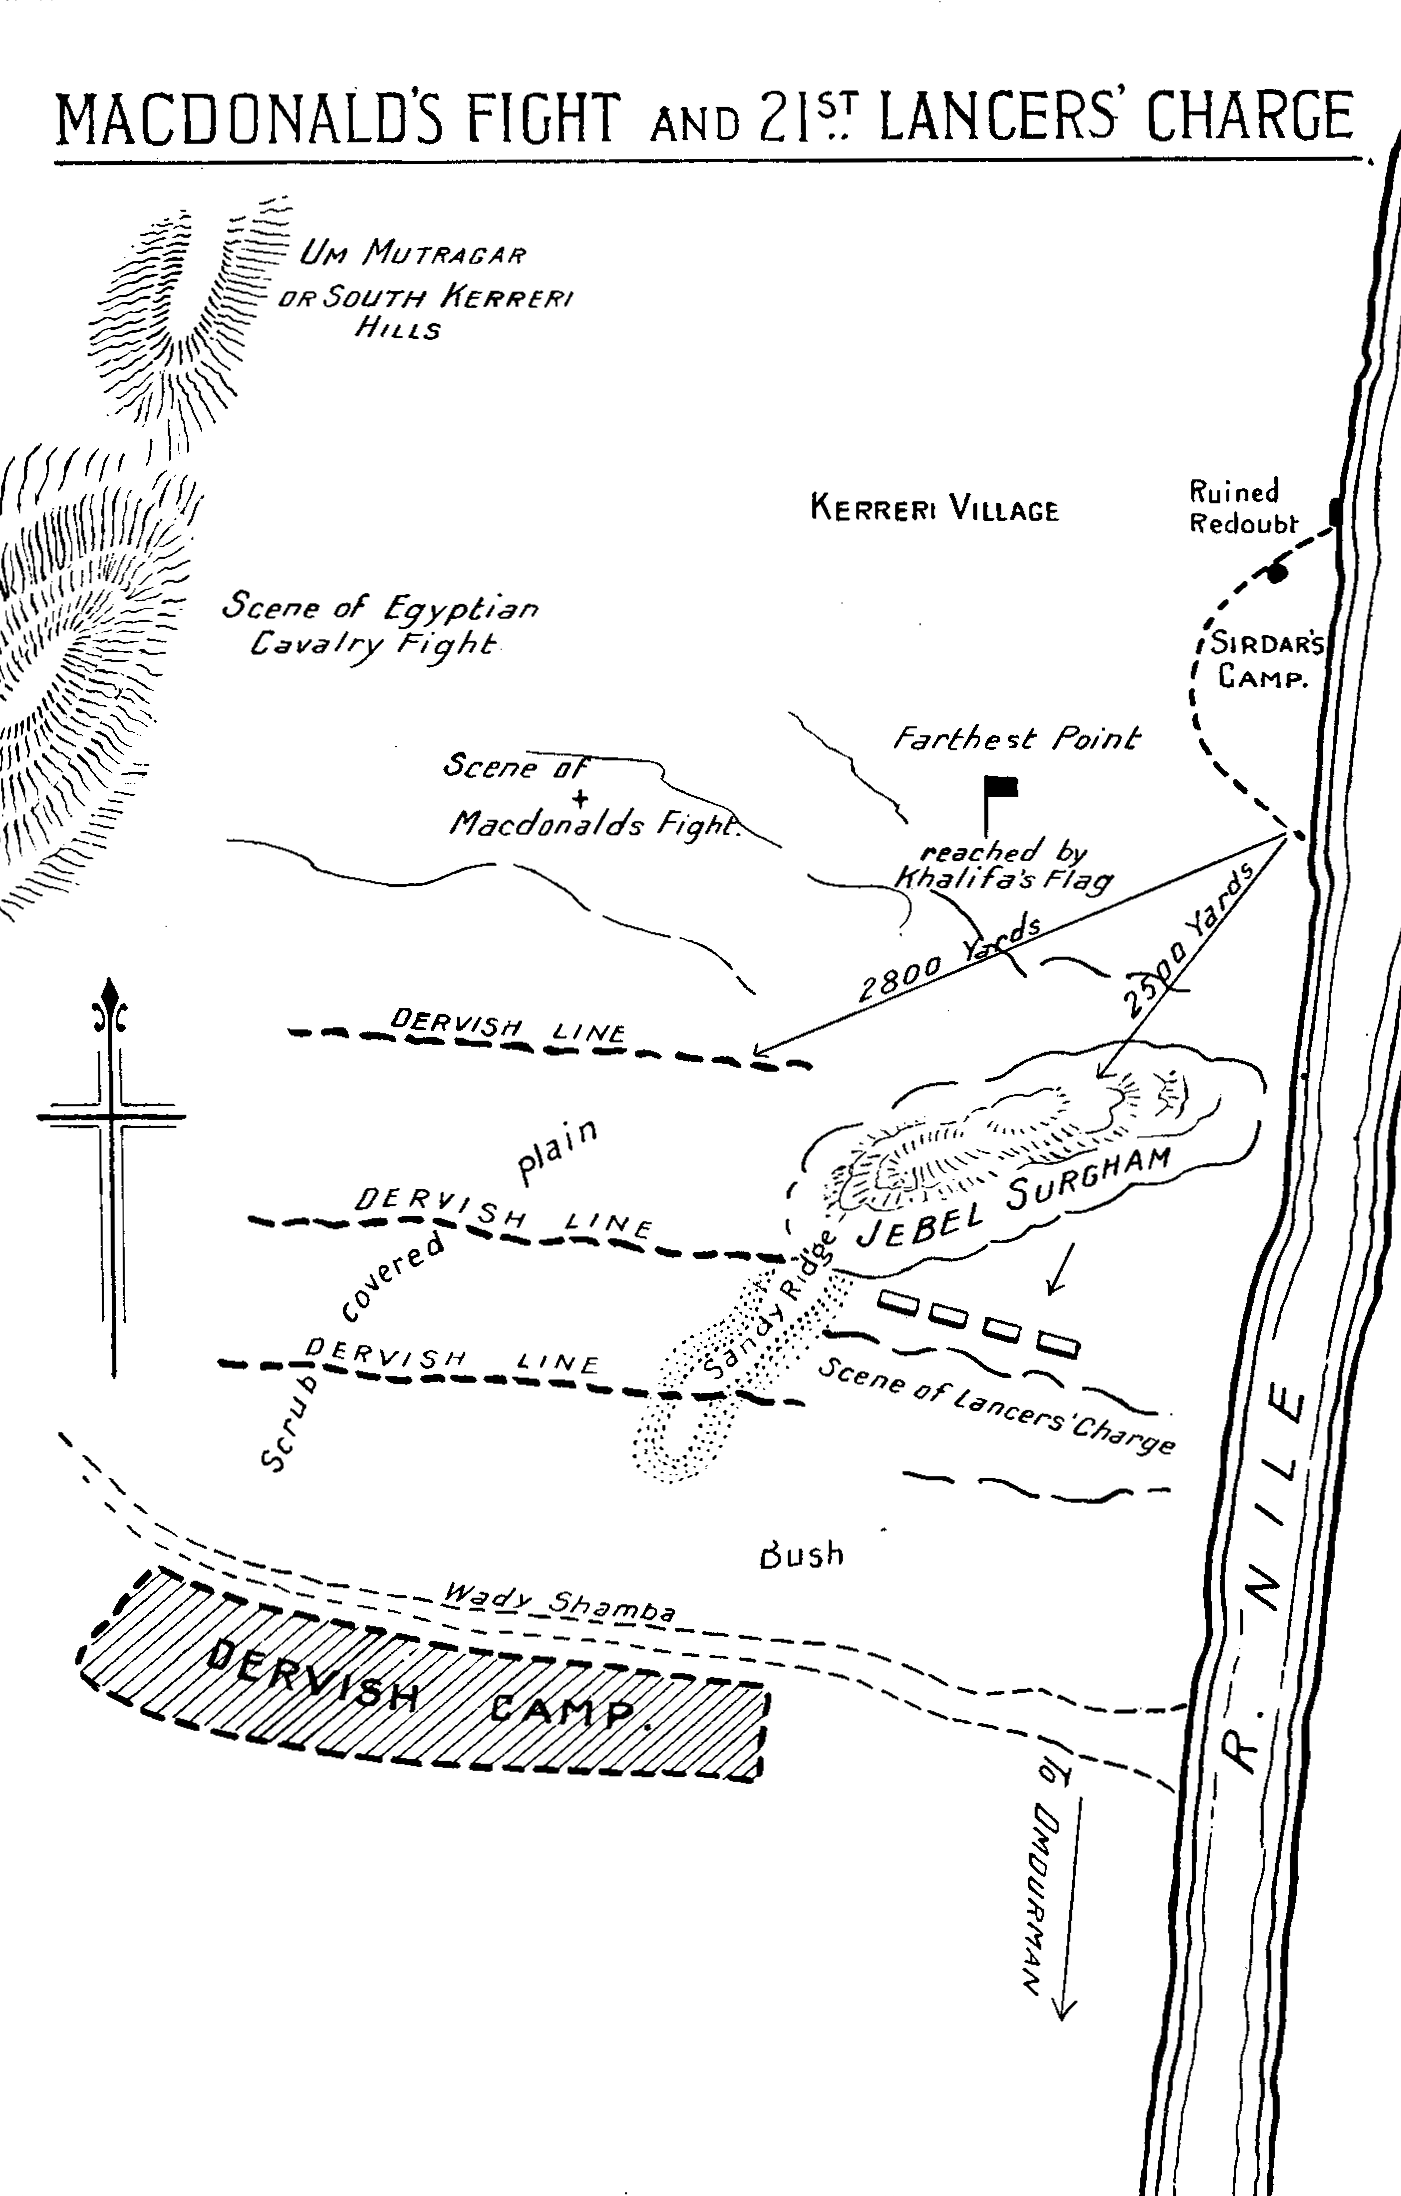 MACDONALD'S FIGHT AND 21ST LANCERS' CHARGE
UM MUTRAGAR
OR SOUTH KERRERI
HILLS
KERRERI VILLAGE
Ruined
Redoubt
Scene of Egyptian
Cavalry Fight
SIRDAR'S
CAMP.
Farthest Point
reached by
Khalifa's Flag
Scene of
Macdonalds Fight.
2800 Yards
2500 Yards
DERVISH LINE
Scrub covered plain
DERVISH LINE
JEBEL SURGHAM
Sandy Ridge
DERVISH LINE
Scene of Lancers' Charge
R. NILE
Bush
Wady Shamba
DERVISH CAMP.
To OMDURMAN